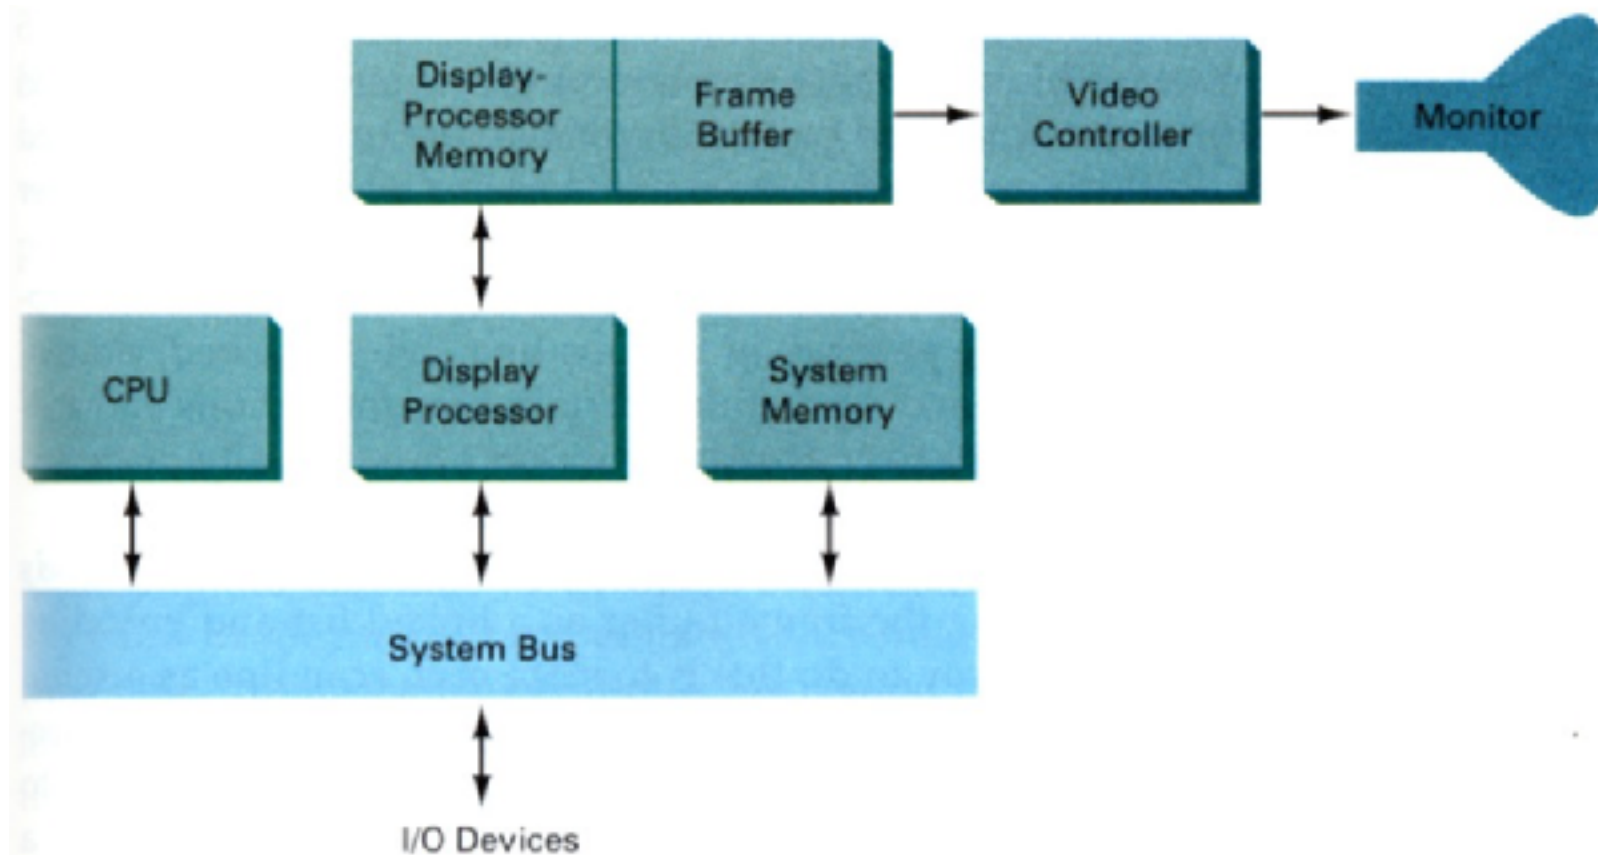 Display-
Processor
Memory
Frame
Buffer
Video
Controller
Monitor
CPU
Display
Processor
System
Memory
System Bus
I/O Devices